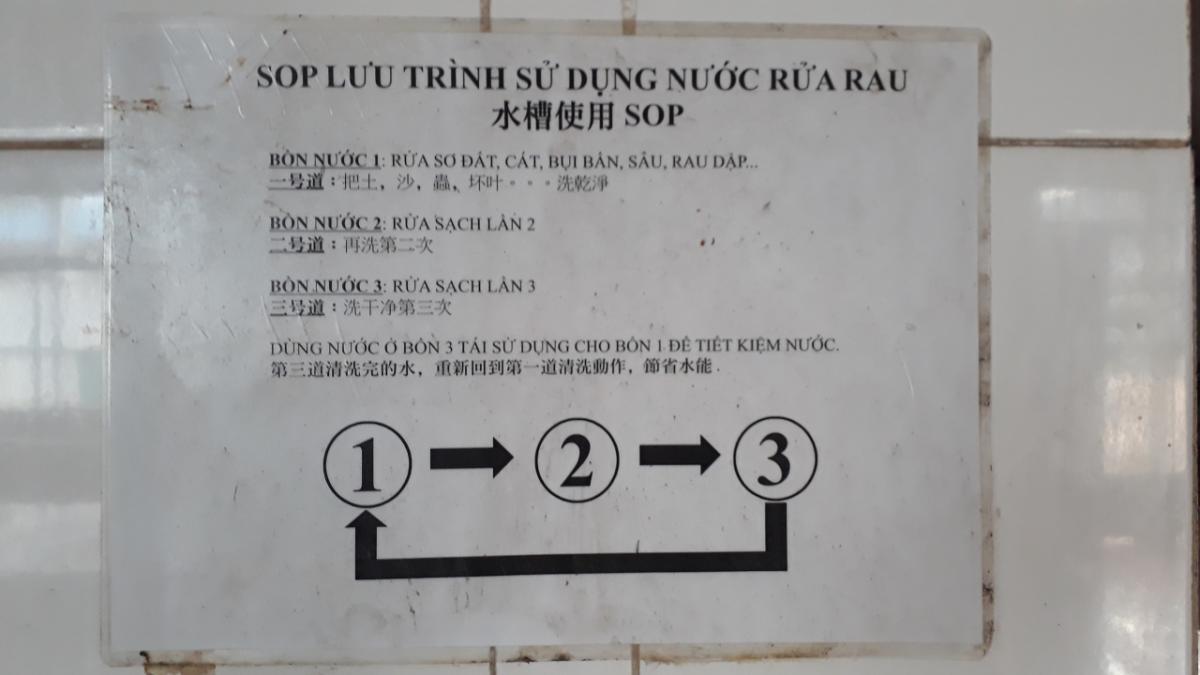 SOP LƯU TRÌNH SỬ DỤNG NƯỚC RỬA RAU
水槽使用 SOP
BỒN NƯỚC 1: RỬA SƠ ĐẤT, CÁT, BỤI BẨN, SÂU, RAU DẬP...
一号道：把土，沙，蟲、坏叶。。。洗乾淨
BỒN NƯỚC 2: RỬA SẠCH LẦN 2
二号道：再洗第二次
BỒN NƯỚC 3: RỬA SẠCH LẦN 3
三号道：洗干净第三次
DÙNG NƯỚC Ở BỒN 3 TÁI SỬ DỤNG CHO BỒN 1 ĐỂ TIẾT KIỆM NƯỚC.
第三道清洗完的水，重新回到第一道清洗動作，節省水能.
1 2 3